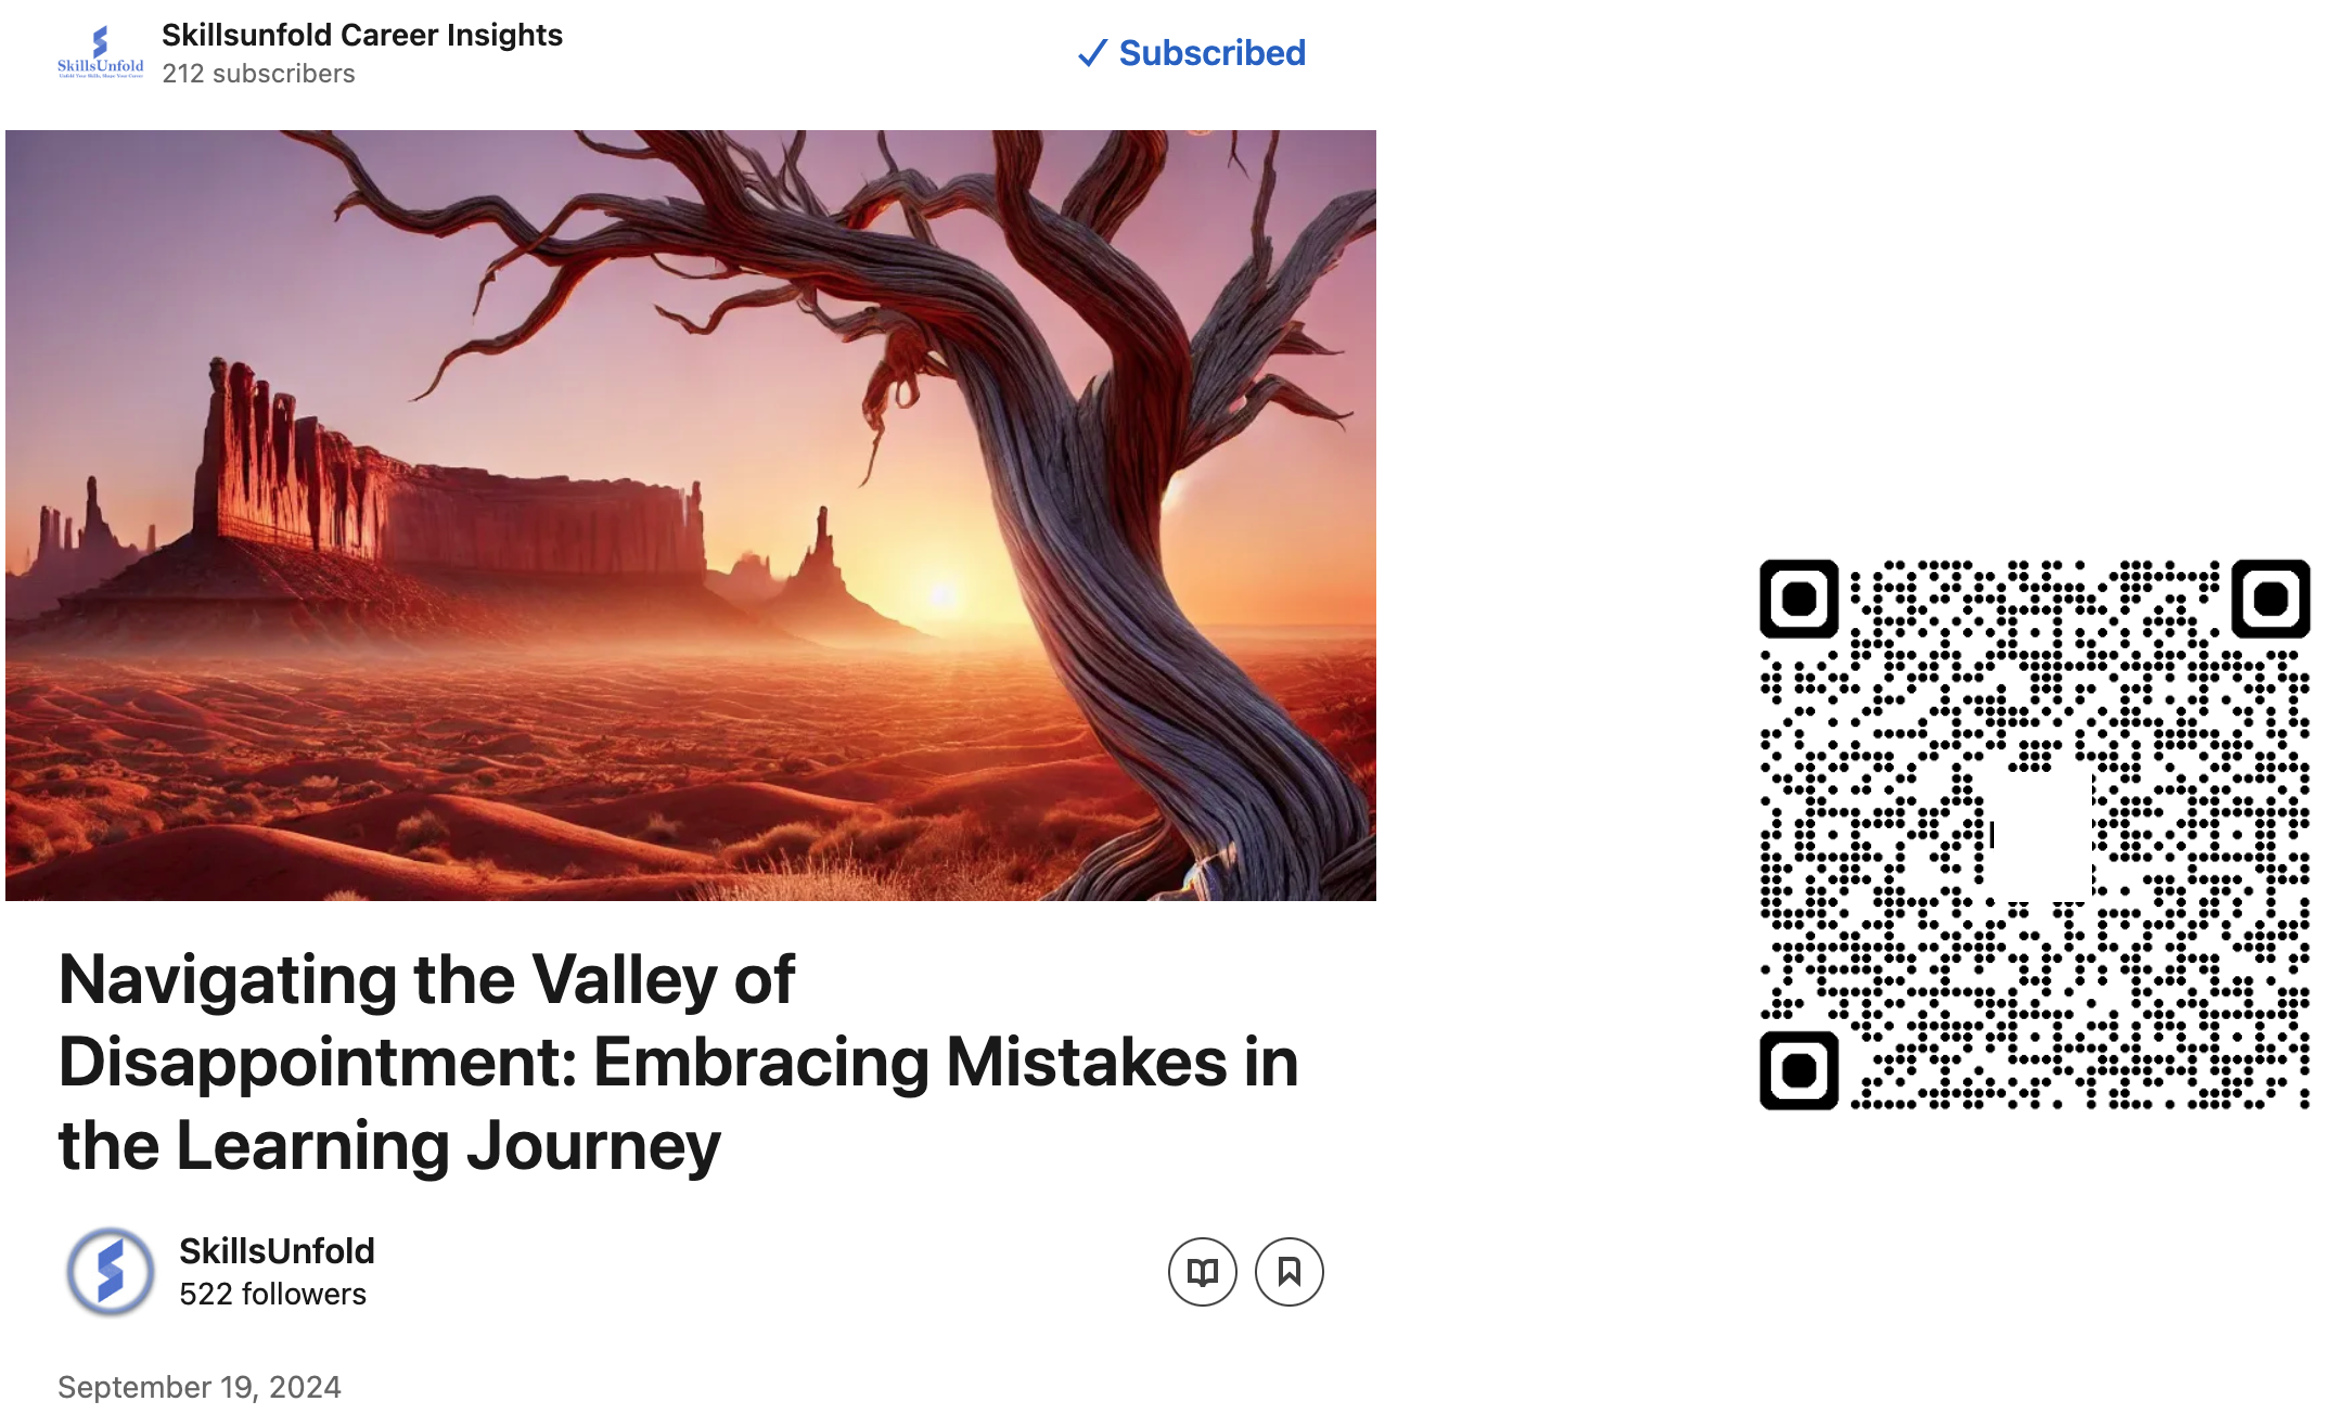 Skillsunfold Career Insights
212 subscribers
Subscribed
SkillsUnfold
Navigating the Valley of
Disappointment: Embracing Mistakes in
the Learning Journey
SkillsUnfold
522 followers
September 19, 2024